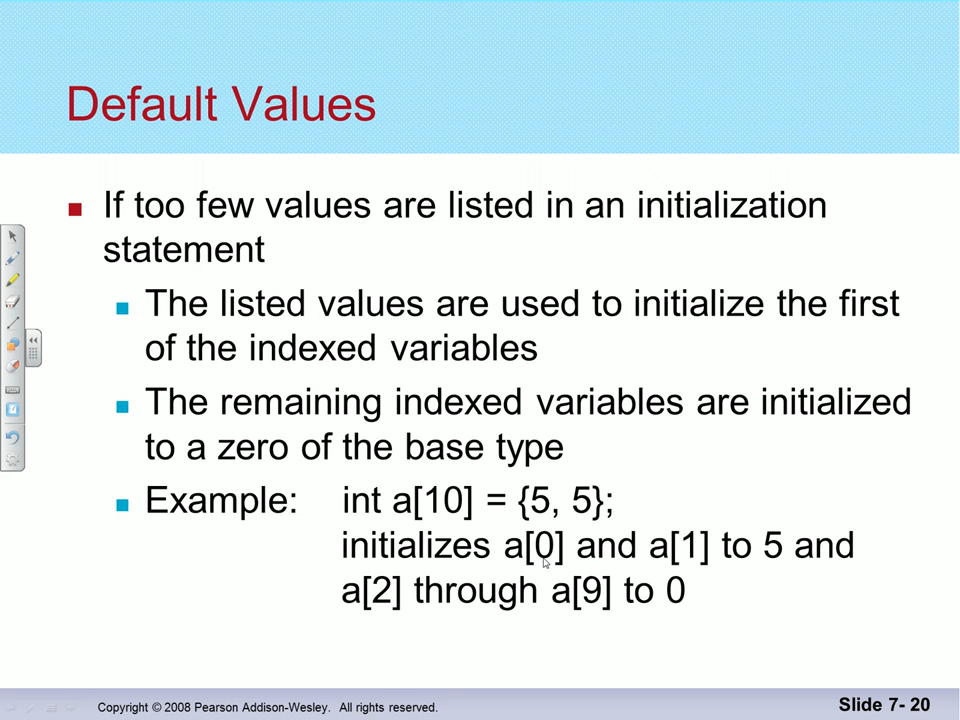 Default Values
If too few values are listed in an initialization
statement
The listed values are used to initialize the first
of the indexed variables
The remaining indexed variables are initialized
to a zero of the base type
Example: int a[10] = {5, 5};
initializes a[0] and a[1] to 5 and
a[2] through a[9] to 0
Copyright © 2008 Pearson Addison-Wesley. All rights reserved.
Slide 7- 20